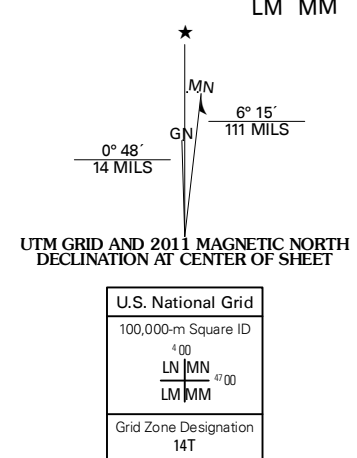 LM MM
★
MN
6° 15´
111 MILS
GN
0° 48´
14 MILS
UTM GRID AND 2011 MAGNETIC NORTH
DECLINATION AT CENTER OF SHEET
U.S. National Grid
100,000-m Square ID
4 00
LN MN
47 00
LM MM
Grid Zone Designation
14T